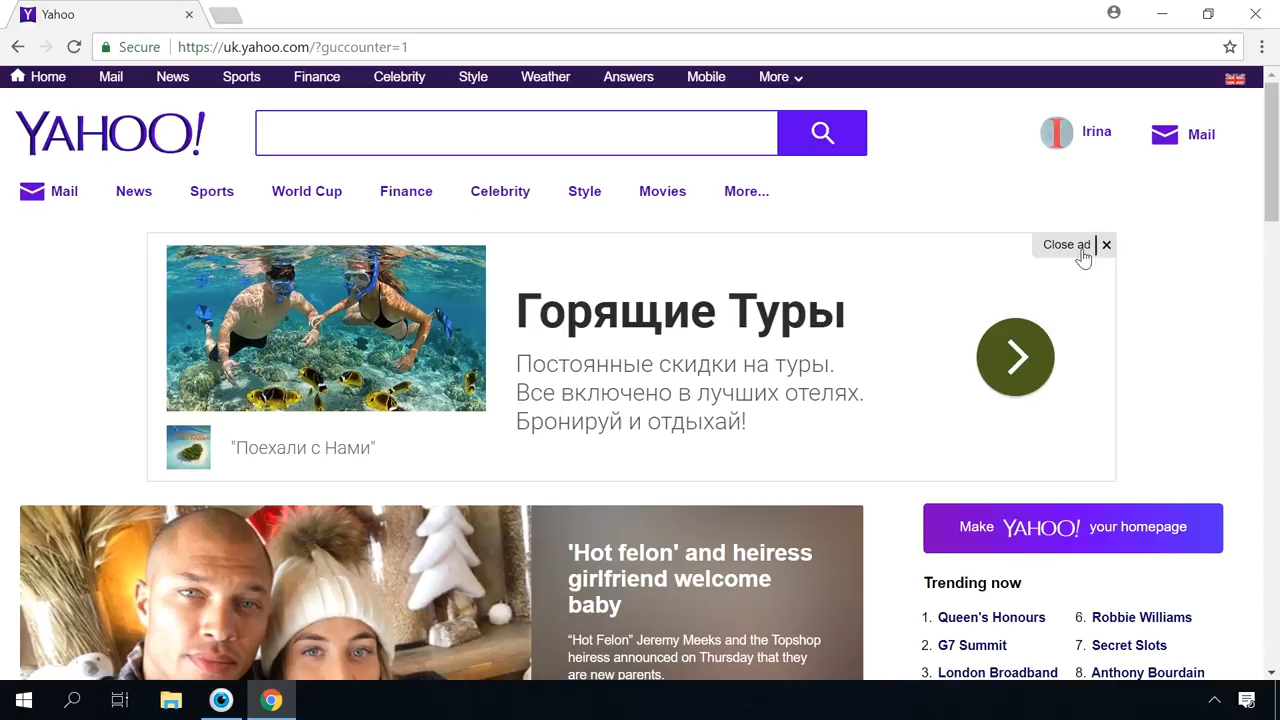 Yahoo
Secure https://uk.yahoo.com/?guccounter=1
Home Mail News Sports Finance Celebrity Style Weather Answers Mobile More
YAHOO!
Irina Mail
Mail News Sports World Cup Finance Celebrity Style Movies More...
Close ad
Горящие Туры
Постоянные скидки на туры.
Все включено в лучших отелях.
Бронируй и отдыхай!
"Поехали с Нами"
'Hot felon' and heiress
girlfriend welcome
baby
“Hot Felon” Jeremy Meeks and the Topshop
heiress announced on Thursday that they
are new parents.
Make YAHOO! your homepage
Trending now
1. Queen's Honours
2. G7 Summit
3. London Broadband
6. Robbie Williams
7. Secret Slots
8. Anthony Bourdain